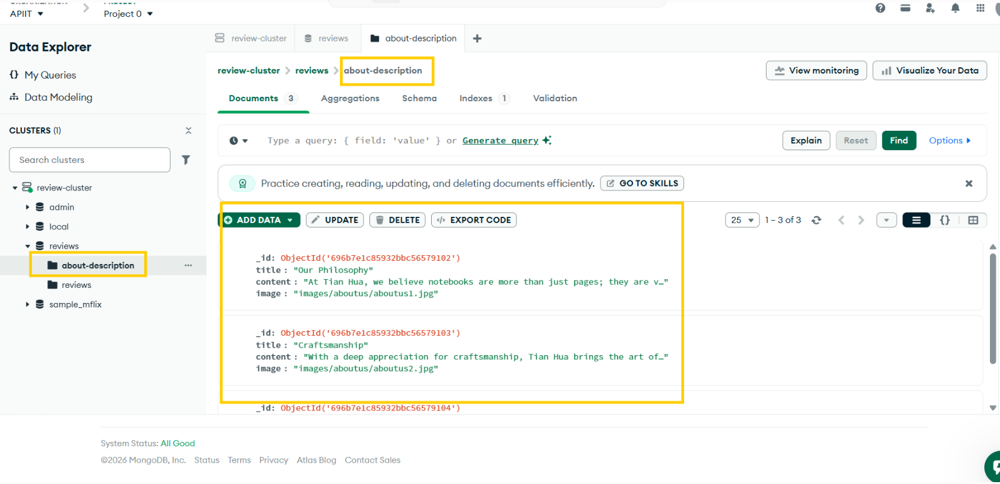 ORGANIZATION PROJECT
APIIT Project 0
Data Explorer
My Queries
Data Modeling
CLUSTERS (1)
Search clusters
review-cluster
admin
local
reviews
about-description
reviews
sample_mflix
review-cluster reviews about-description
review-cluster reviews about-description
View monitoring Visualize Your Data
Documents 3 Aggregations Schema Indexes 1 Validation
Type a query: { field: 'value' } or Generate query
Explain Reset Find Options
Practice creating, reading, updating, and deleting documents efficiently. GO TO SKILLS
ADD DATA UPDATE DELETE EXPORT CODE 25 1 – 3 of 3 {}
_id: ObjectId('696b7e1c85932bbc56579102')
title : "Our Philosophy"
content : "At Tian Hua, we believe notebooks are more than just pages; they are v…"
image : "images/aboutus/aboutus1.jpg"
_id: ObjectId('696b7e1c85932bbc56579103')
title : "Craftsmanship"
content : "With a deep appreciation for craftsmanship, Tian Hua brings the art of…"
image : "images/aboutus/aboutus2.jpg"
_id: ObjectId('696b7e1c85932bbc56579104')
System Status: All Good
©2026 MongoDB, Inc. Status Terms Privacy Atlas Blog Contact Sales